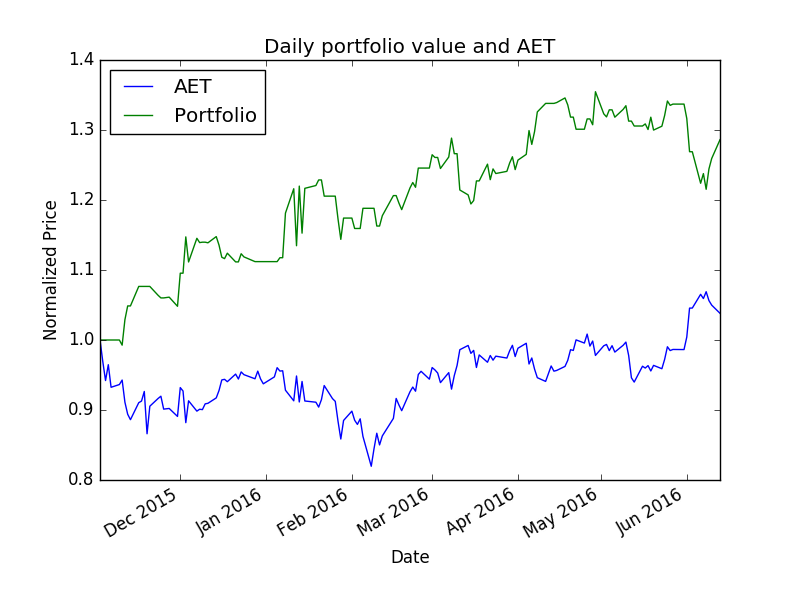 Daily portfolio value and AET
AET
Portfolio
Normalized Price
1.4
1.3
1.2
1.1
1.0
0.9
0.8
Dec 2015
Jan 2016
Feb 2016
Mar 2016
Apr 2016
May 2016
Jun 2016
Date